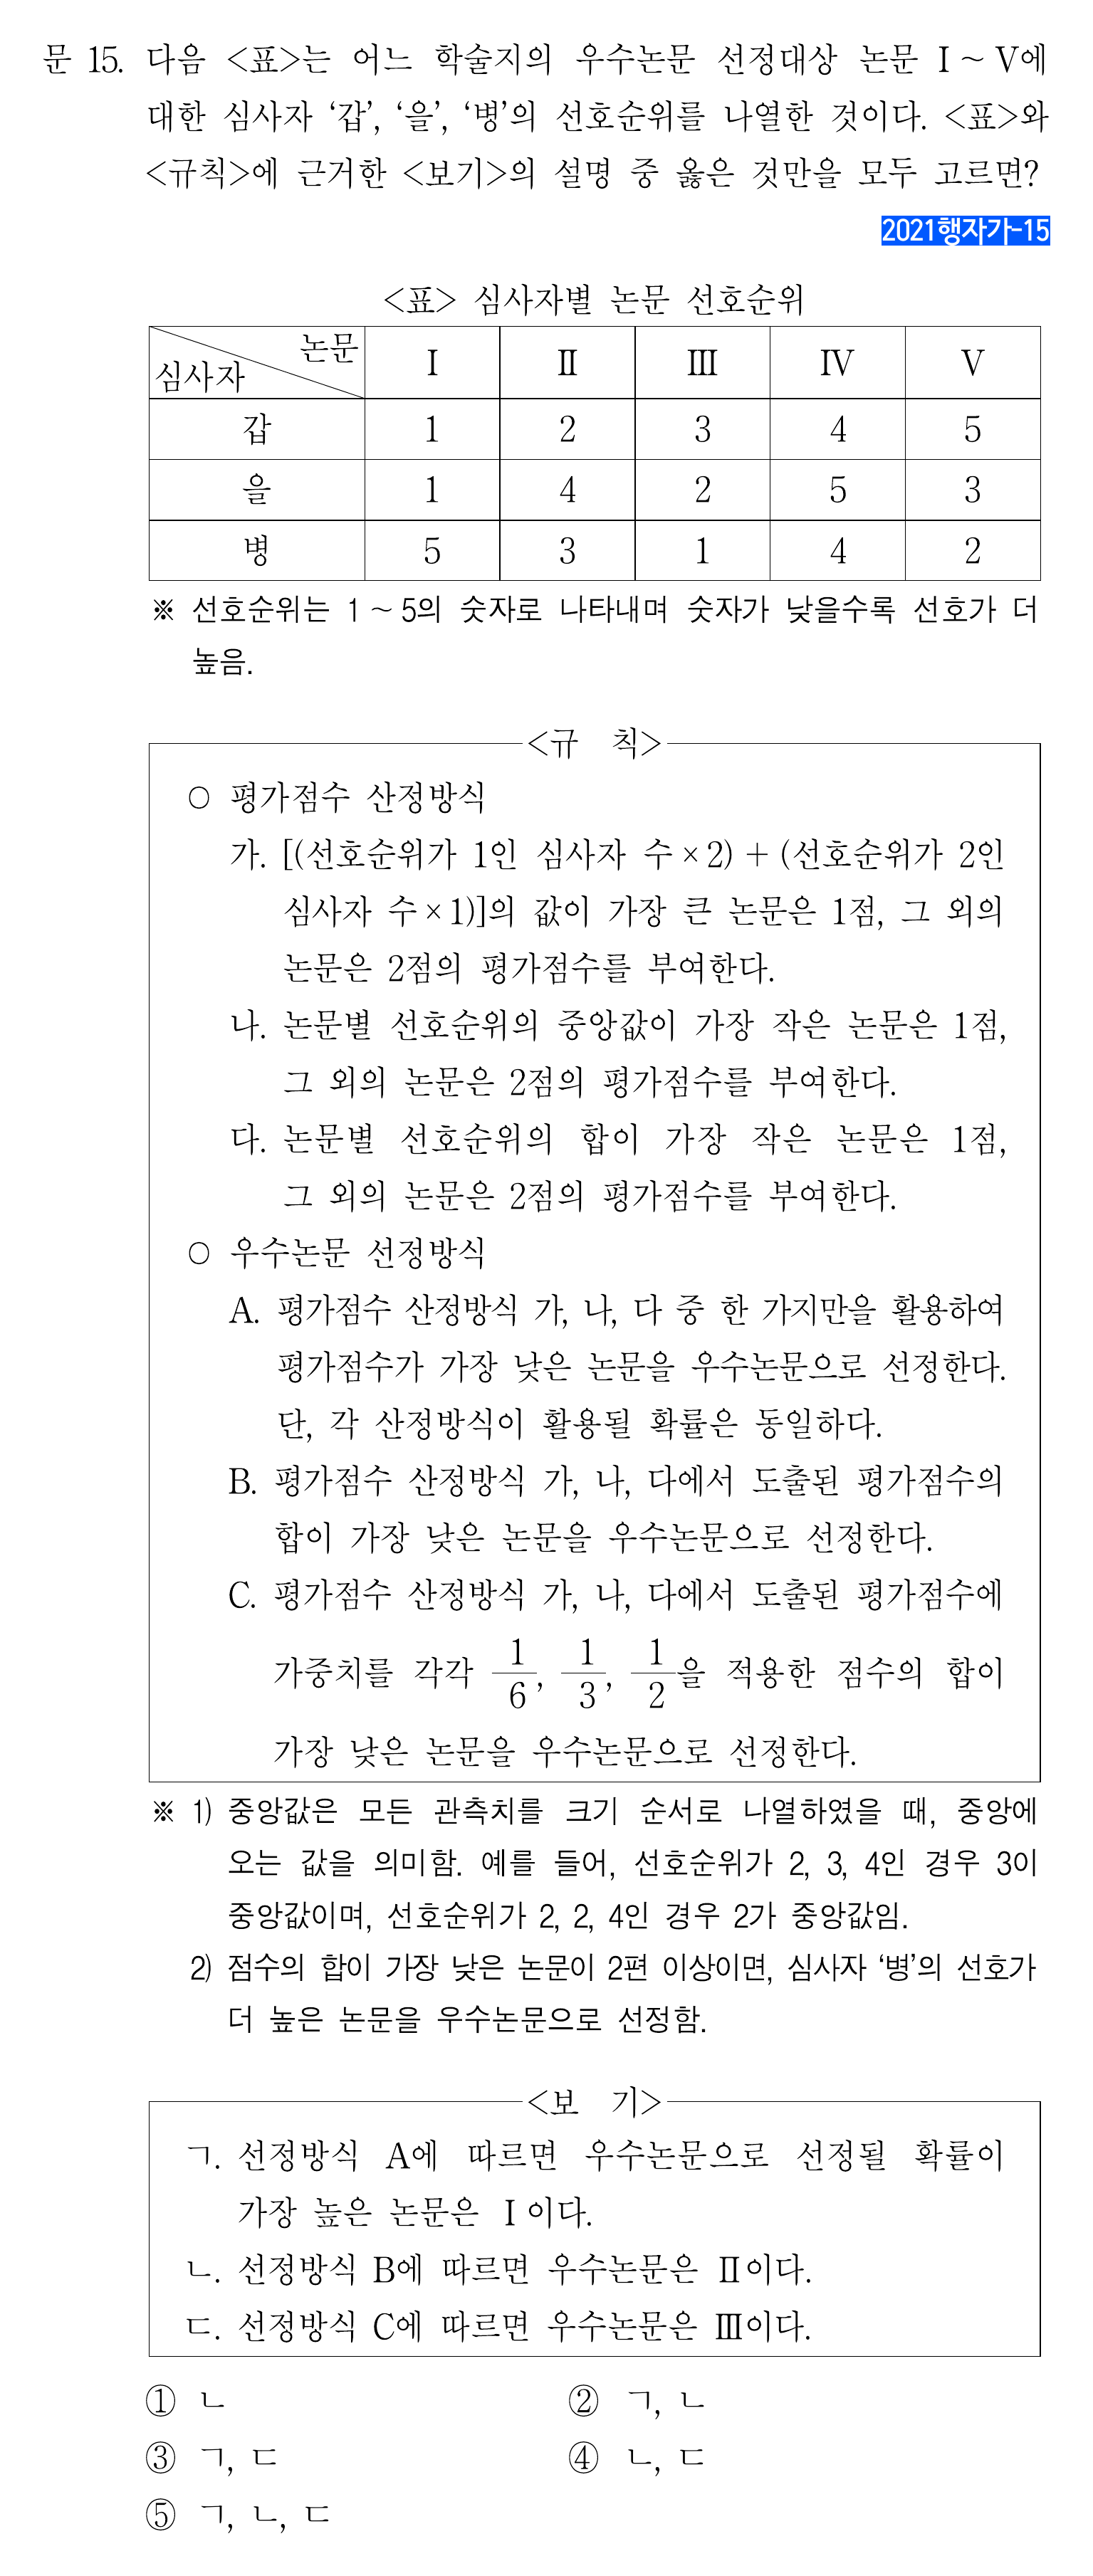 문 15. 다음 <표>는 어느 학술지의 우수논문 선정대상 논문 Ⅰ~Ⅴ에
대한 심사자 ‘갑’, ‘을’, ‘병’의 선호순위를 나열한 것이다. <표>와
<규칙>에 근거한 <보기>의 설명 중 옳은 것만을 모두 고르면?
2021행자가-15
<표> 심사자별 논문 선호순위
논문
심사자 Ⅰ Ⅱ Ⅲ Ⅳ Ⅴ
갑 1 2 3 4 5
을 1 4 2 5 3
병 5 3 1 4 2
※ 선호순위는 1~5의 숫자로 나타내며 숫자가 낮을수록 선호가 더
높음.
<규 칙>
○ 평가점수 산정방식
가. [(선호순위가 1인 심사자 수×2) + (선호순위가 2인
심사자 수×1)]의 값이 가장 큰 논문은 1점, 그 외의
논문은 2점의 평가점수를 부여한다.
나. 논문별 선호순위의 중앙값이 가장 작은 논문은 1점,
그 외의 논문은 2점의 평가점수를 부여한다.
다. 논문별 선호순위의 합이 가장 작은 논문은 1점,
그 외의 논문은 2점의 평가점수를 부여한다.
○ 우수논문 선정방식
A. 평가점수 산정방식 가, 나, 다 중 한 가지만을 활용하여
평가점수가 가장 낮은 논문을 우수논문으로 선정한다.
단, 각 산정방식이 활용될 확률은 동일하다.
B. 평가점수 산정방식 가, 나, 다에서 도출된 평가점수의
합이 가장 낮은 논문을 우수논문으로 선정한다.
C. 평가점수 산정방식 가, 나, 다에서 도출된 평가점수에
가중치를 각각 1/6, 1/3, 1/2을 적용한 점수의 합이
가장 낮은 논문을 우수논문으로 선정한다.
※ 1) 중앙값은 모든 관측치를 크기 순서로 나열하였을 때, 중앙에
오는 값을 의미함. 예를 들어, 선호순위가 2, 3, 4인 경우 3이
중앙값이며, 선호순위가 2, 2, 4인 경우 2가 중앙값임.
2) 점수의 합이 가장 낮은 논문이 2편 이상이면, 심사자 ‘병’의 선호가
더 높은 논문을 우수논문으로 선정함.
<보 기>
ㄱ. 선정방식 A에 따르면 우수논문으로 선정될 확률이
가장 높은 논문은 Ⅰ이다.
ㄴ. 선정방식 B에 따르면 우수논문은 Ⅱ이다.
ㄷ. 선정방식 C에 따르면 우수논문은 Ⅲ이다.
① ㄴ ② ㄱ, ㄴ
③ ㄱ, ㄷ ④ ㄴ, ㄷ
⑤ ㄱ, ㄴ, ㄷ